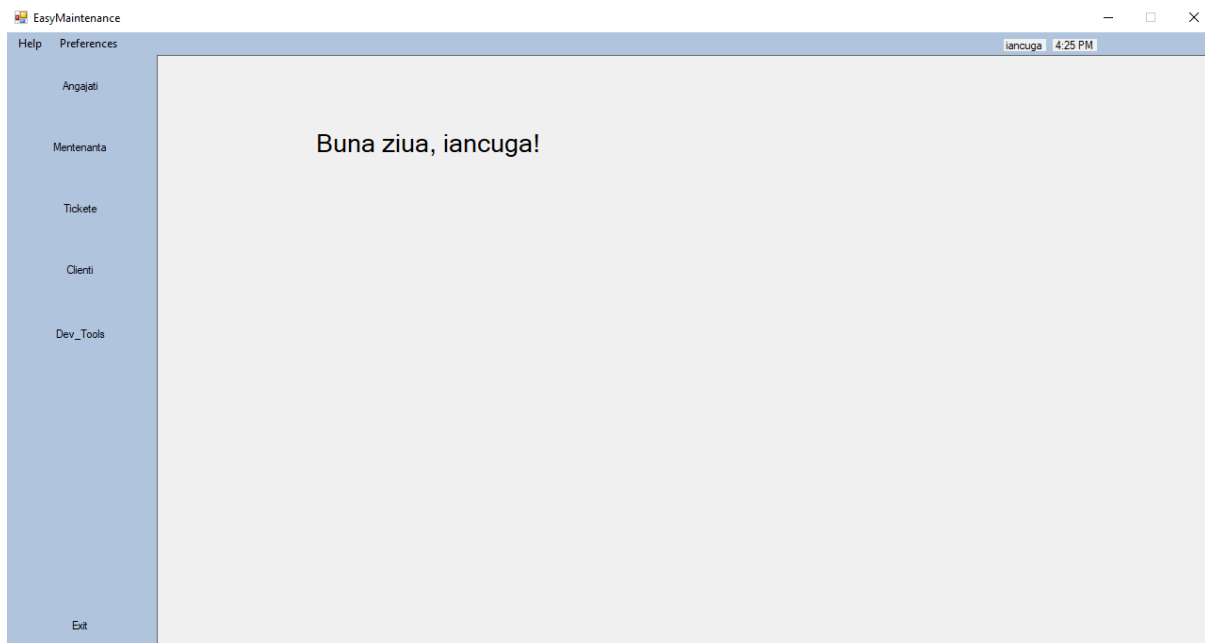 EasyMaintenance
Help Preferences iancuga 4:25 PM
Angajati
Buna ziua, iancuga!
Mentenanta
Tickete
Clienti
Dev_Tools
Exit